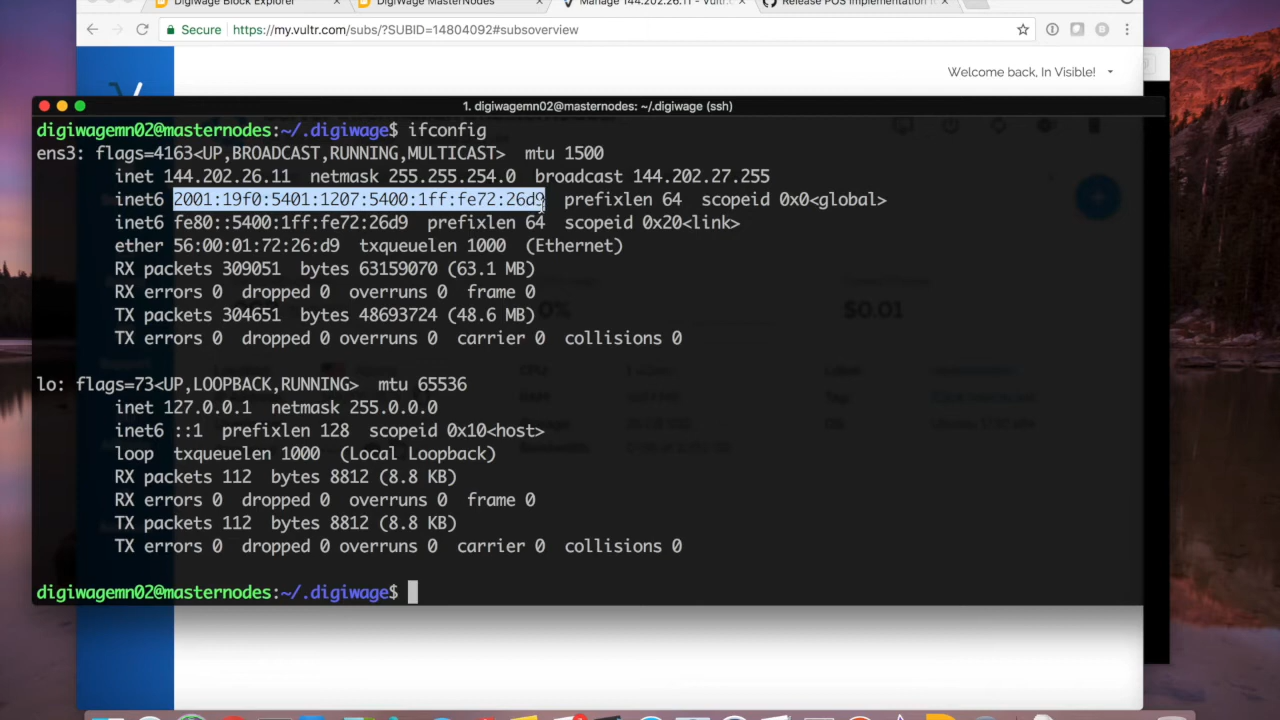 Digiwage Block Explorer
DigiWage MasterNodes
Manage 144.202.26.11 - Vultr.c
Release POS Implementation
Secure https://my.vultr.com/subs/?SUBID=14804092#subsoverview
Welcome back, In Visible!
1. digiwagemn02@masternodes: ~/.digiwage (ssh)
digiwagemn02@masternodes:~/.digiwage$ ifconfig
ens3: flags=4163<UP,BROADCAST,RUNNING,MULTICAST>  mtu 1500
inet 144.202.26.11  netmask 255.255.254.0  broadcast 144.202.27.255
inet6 2001:19f0:5401:1207:5400:1ff:fe72:26d9  prefixlen 64  scopeid 0x0<global>
inet6 fe80::5400:1ff:fe72:26d9  prefixlen 64  scopeid 0x20<link>
ether 56:00:01:72:26:d9  txqueuelen 1000  (Ethernet)
RX packets 309051  bytes 63159070 (63.1 MB)
RX errors 0  dropped 0  overruns 0  frame 0
TX packets 304651  bytes 48693724 (48.6 MB)
TX errors 0  dropped 0 overruns 0  carrier 0  collisions 0
$0.01
lo: flags=73<UP,LOOPBACK,RUNNING>  mtu 65536
inet 127.0.0.1  netmask 255.0.0.0
inet6 ::1  prefixlen 128  scopeid 0x10<host>
loop  txqueuelen 1000  (Local Loopback)
RX packets 112  bytes 8812 (8.8 KB)
RX errors 0  dropped 0  overruns 0  frame 0
TX packets 112  bytes 8812 (8.8 KB)
TX errors 0  dropped 0 overruns 0  carrier 0  collisions 0
digiwagemn02@masternodes:~/.digiwage$